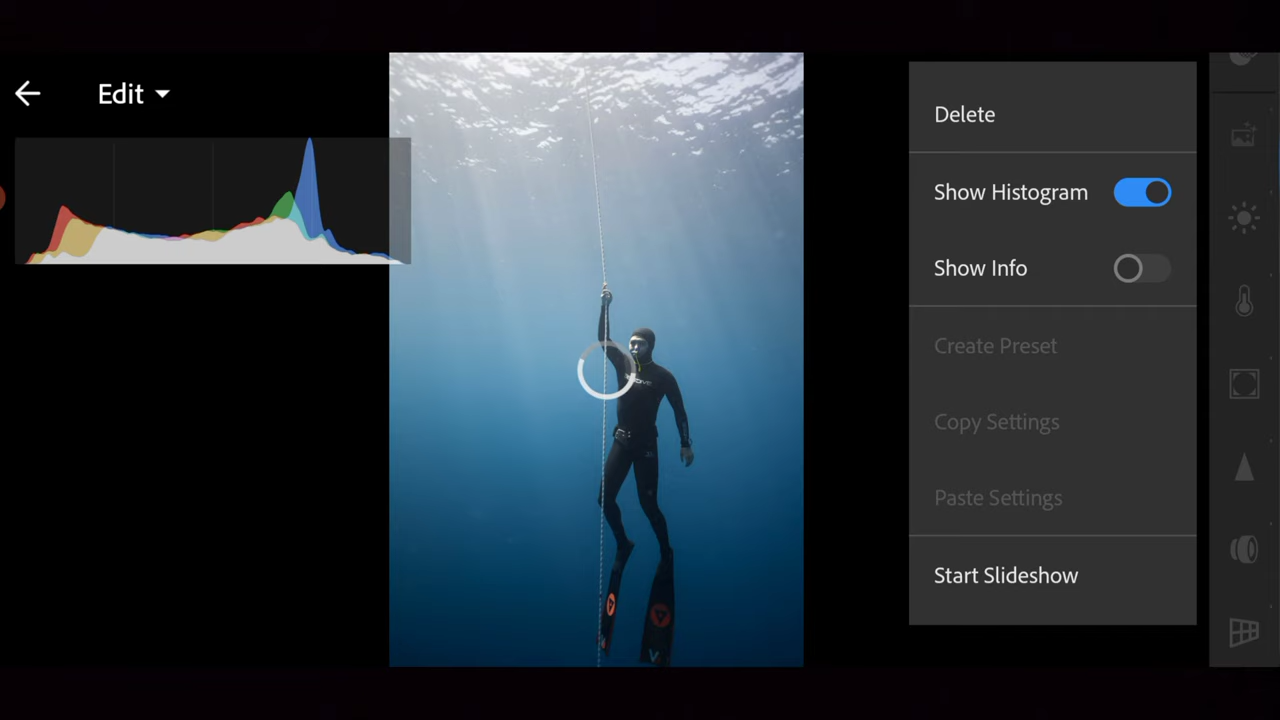 Edit
Delete
Show Histogram
Show Info
Create Preset
Copy Settings
Paste Settings
Start Slideshow